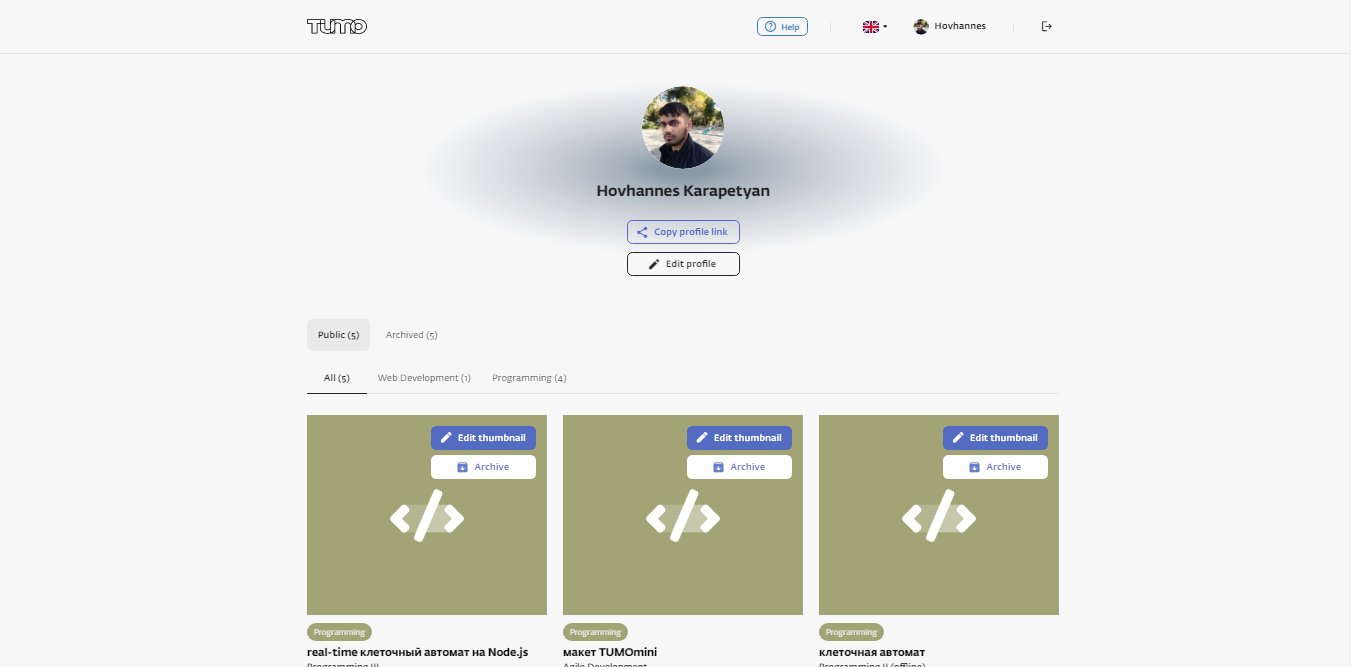 TUMO
Help
Hovhannes
Hovhannes Karapetyan
Copy profile link
Edit profile
Public (5)
Archived (5)
All (5)
Web Development (1)
Programming (4)
Edit thumbnail
Archive
Edit thumbnail
Archive
Edit thumbnail
Archive
Programming
Programming
Programming
real-time клеточный автомат на Node.js
макет TUMOmini
клеточная автомат
Programming III
Agile Development
Programming II (offline)